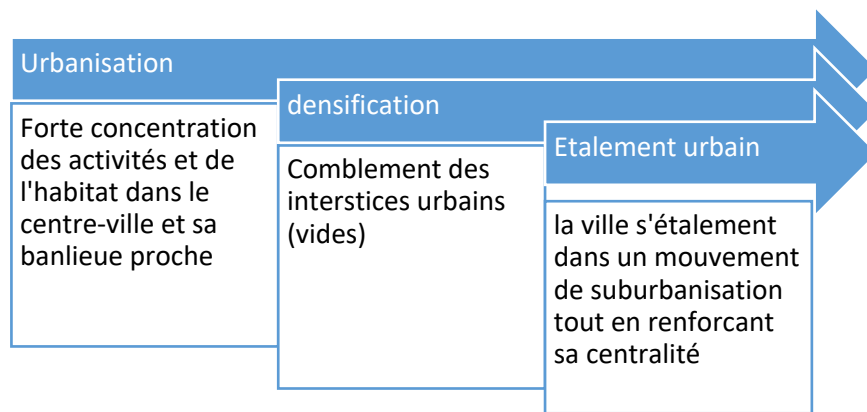 Urbanisation
Forte concentration
des activités et de
l'habitat dans le
centre-ville et sa
banlieue proche
densification
Comblement des
interstices urbains
(vides)
Etalement urbain
la ville s'étalement
dans un mouvement
de suburbanisation
tout en renforcant
sa centralité